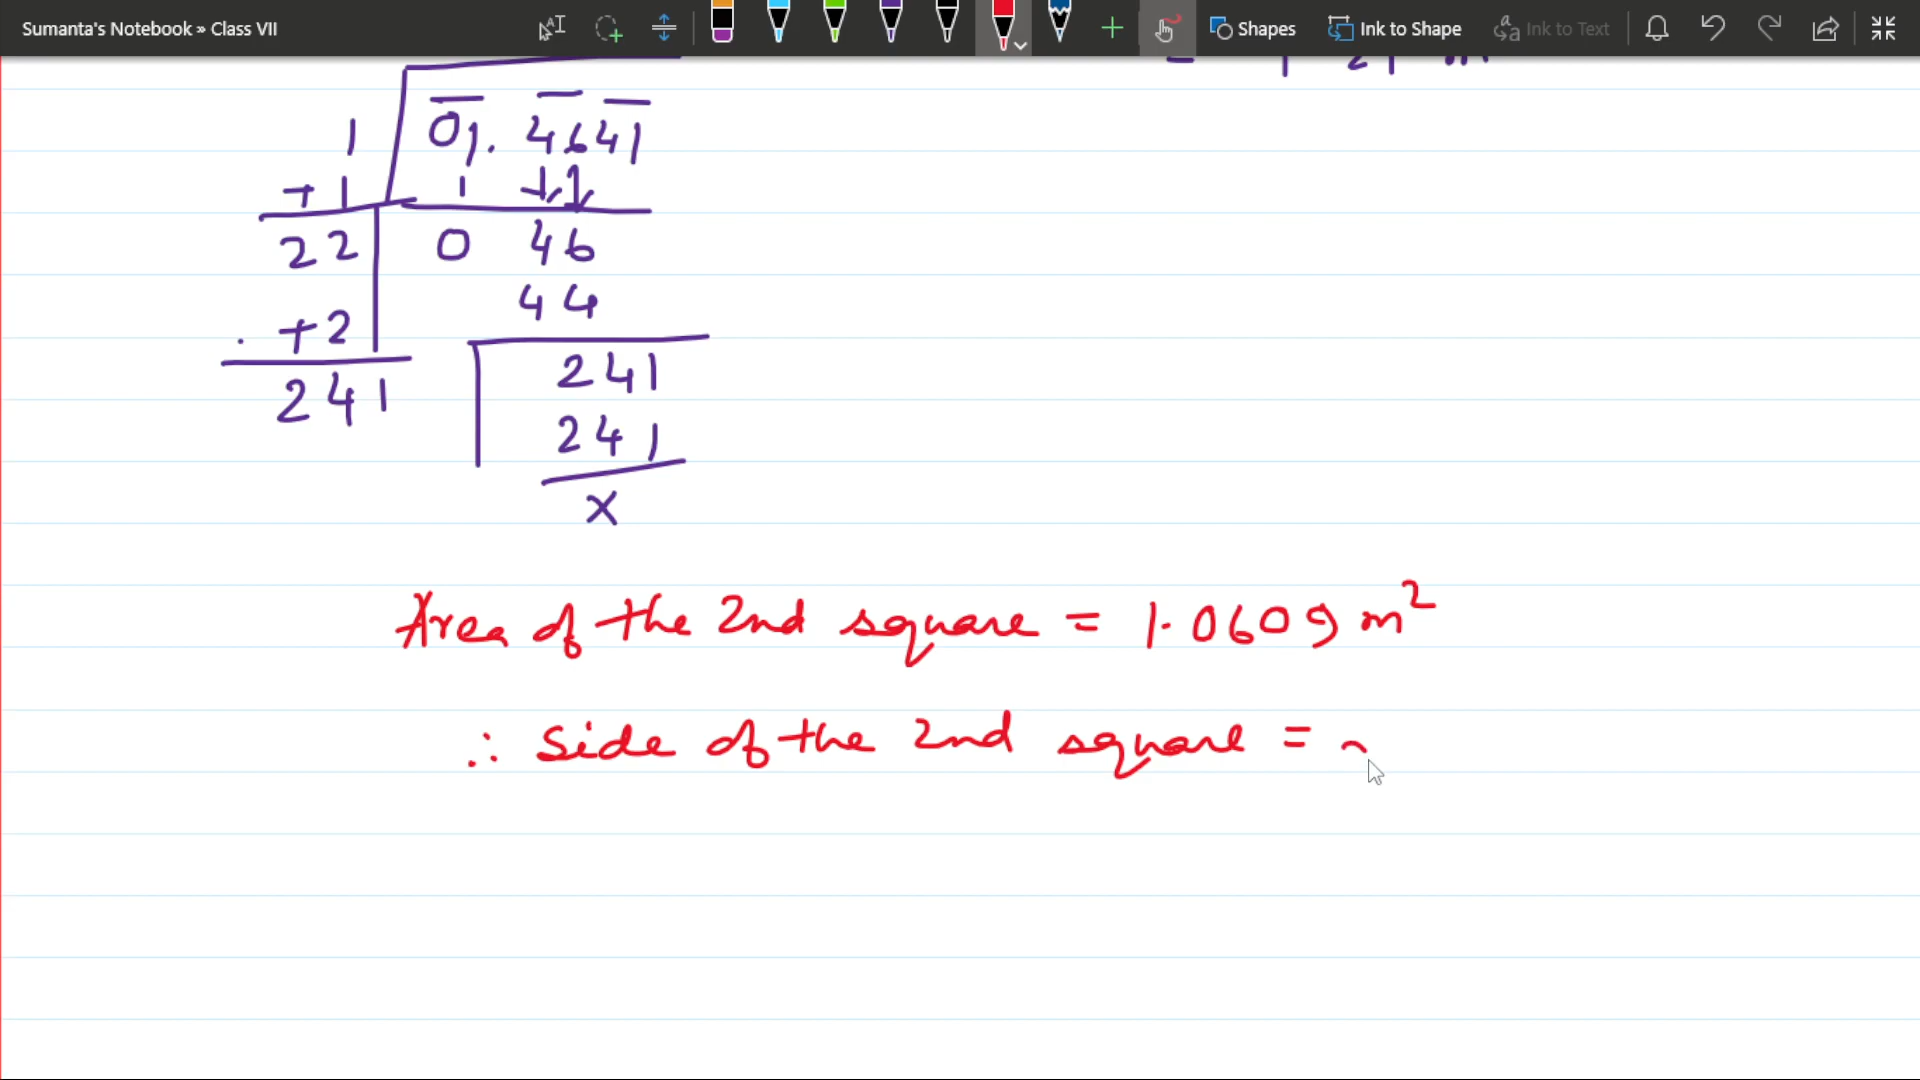 Sumanta's Notebook » Class VII
Shapes
Ink to Shape
Ink to Text
1 01.4641
+1 1
22 0 46
44
+2
241 241
241
x
Area of the 2nd square = 1.0609 m²
∴ side of the 2nd square =